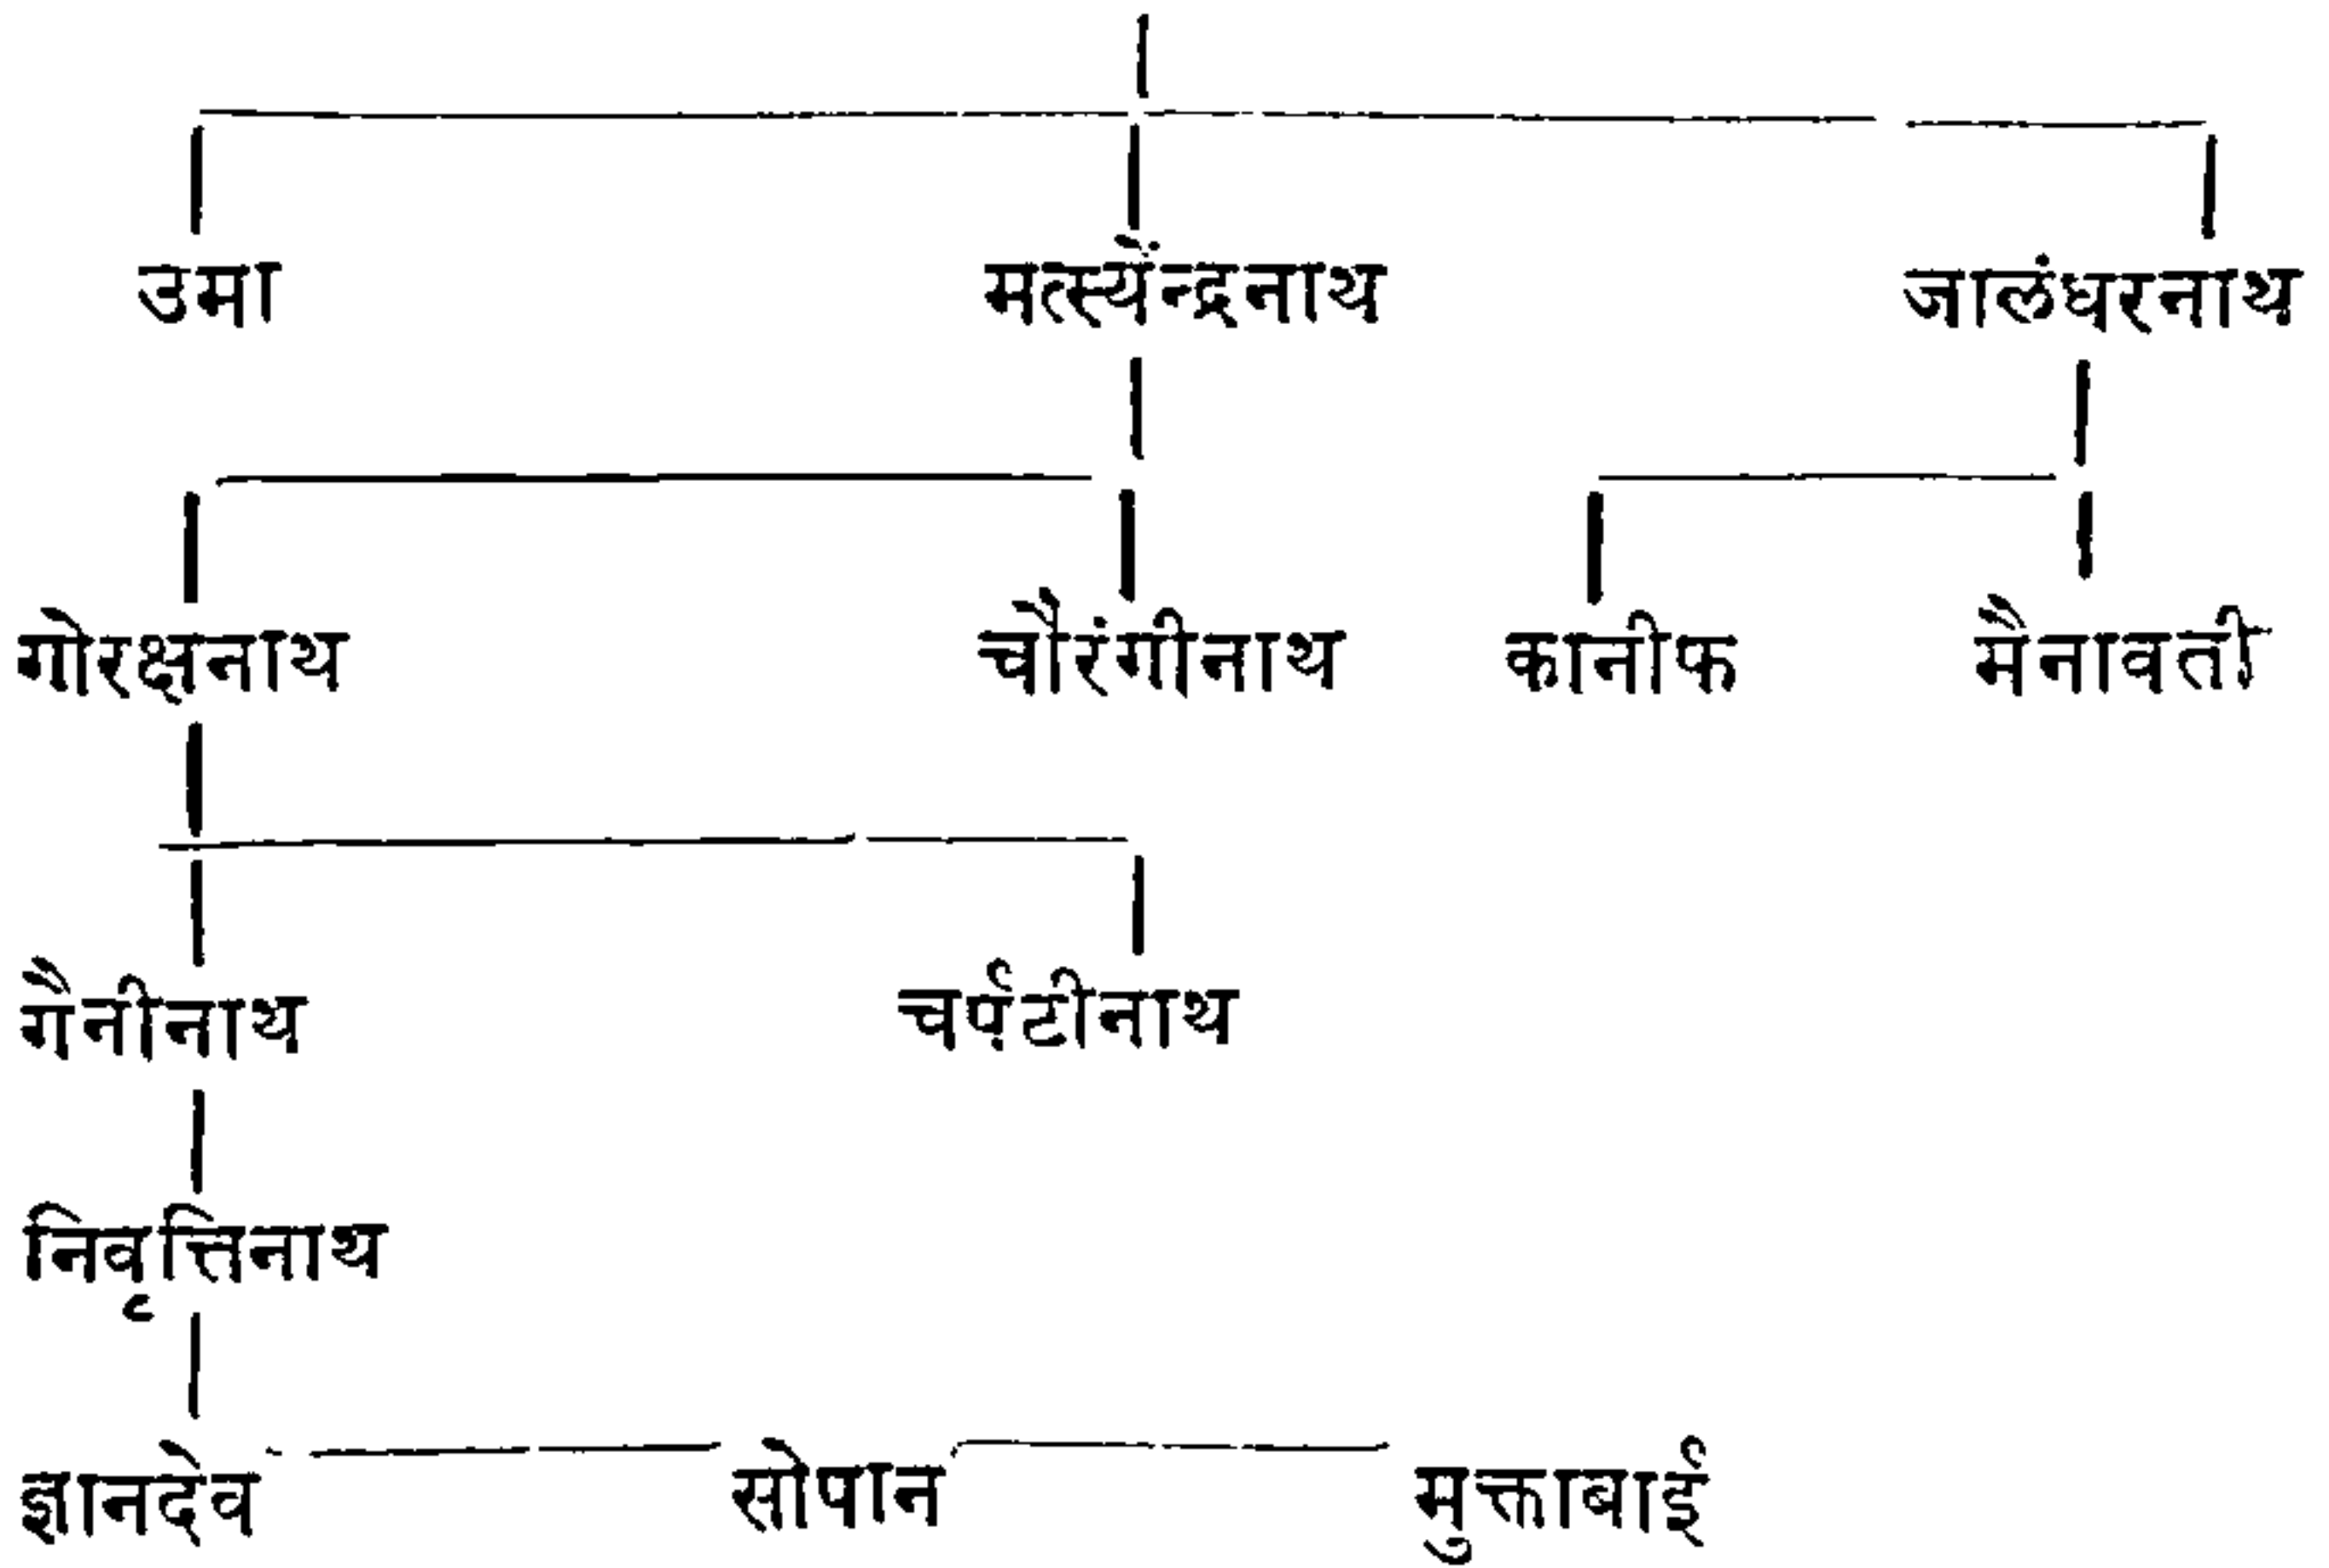 उमा मत्स्येंन्द्रनाथ जालंधरनाथ
गोरक्षनाथ चौरंगीनाथ कानीफ मैनावती
गैनीनाथ चर्पटीनाथ
निवृत्तिनाथ
ज्ञानदेव सोपान मुक्ताबाई